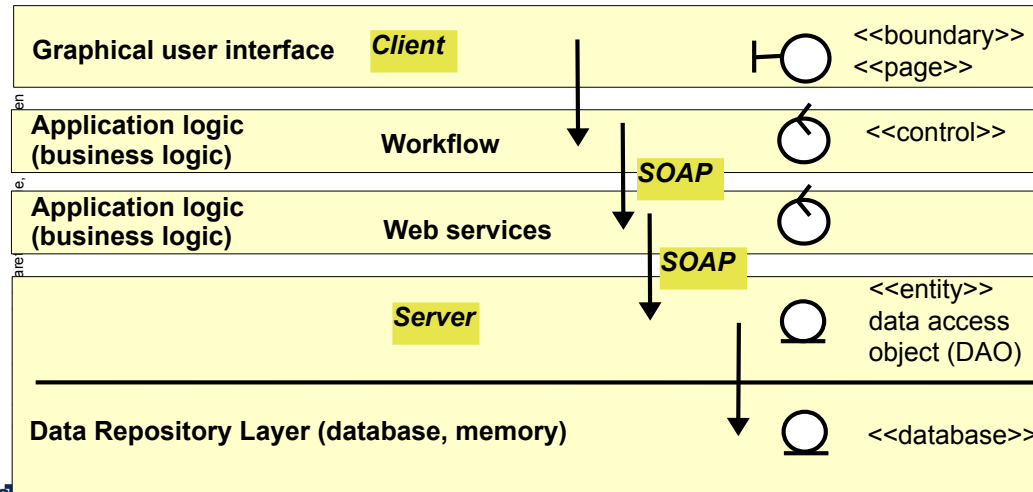 Graphical user interface
Client
<<boundary>>
<<page>>
Application logic
(business logic)
Workflow
<<control>>
SOAP
Application logic
(business logic)
Web services
SOAP
Server
<<entity>>
data access
object (DAO)
Data Repository Layer (database, memory)
<<database>>